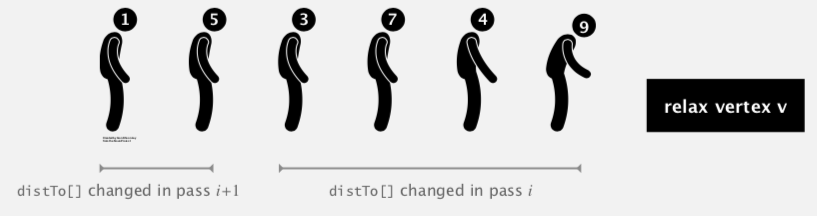 1 5 3 7 4 9
relax vertex v
distTo[] changed in pass i+1 distTo[] changed in pass i